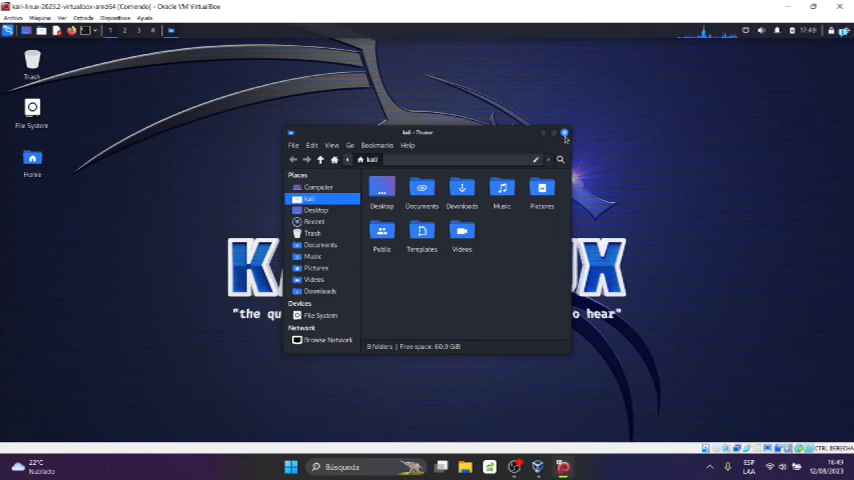 kali-linux-2023.2-virtualbox-amd64 [Corriendo] - Oracle VM VirtualBox
Archivo Máquina Ver Entrada Dispositivos Ayuda
1 2 3 4
17:49
Trash
File System
Home
kali - Thunar
File Edit View Go Bookmarks Help
kali
Places
Computer
kali
Desktop
Recent
Trash
Documents
Music
Pictures
Videos
Downloads
Devices
File System
Network
Browse Network
Desktop Documents Downloads Music Pictures
Public Templates Videos
8 folders | Free space: 60.9 GiB
K UX
"the qu o hear"
CTRL DERECHA
22°C
Nublado
Búsqueda
ESP
LAA
16:49
12/08/2023